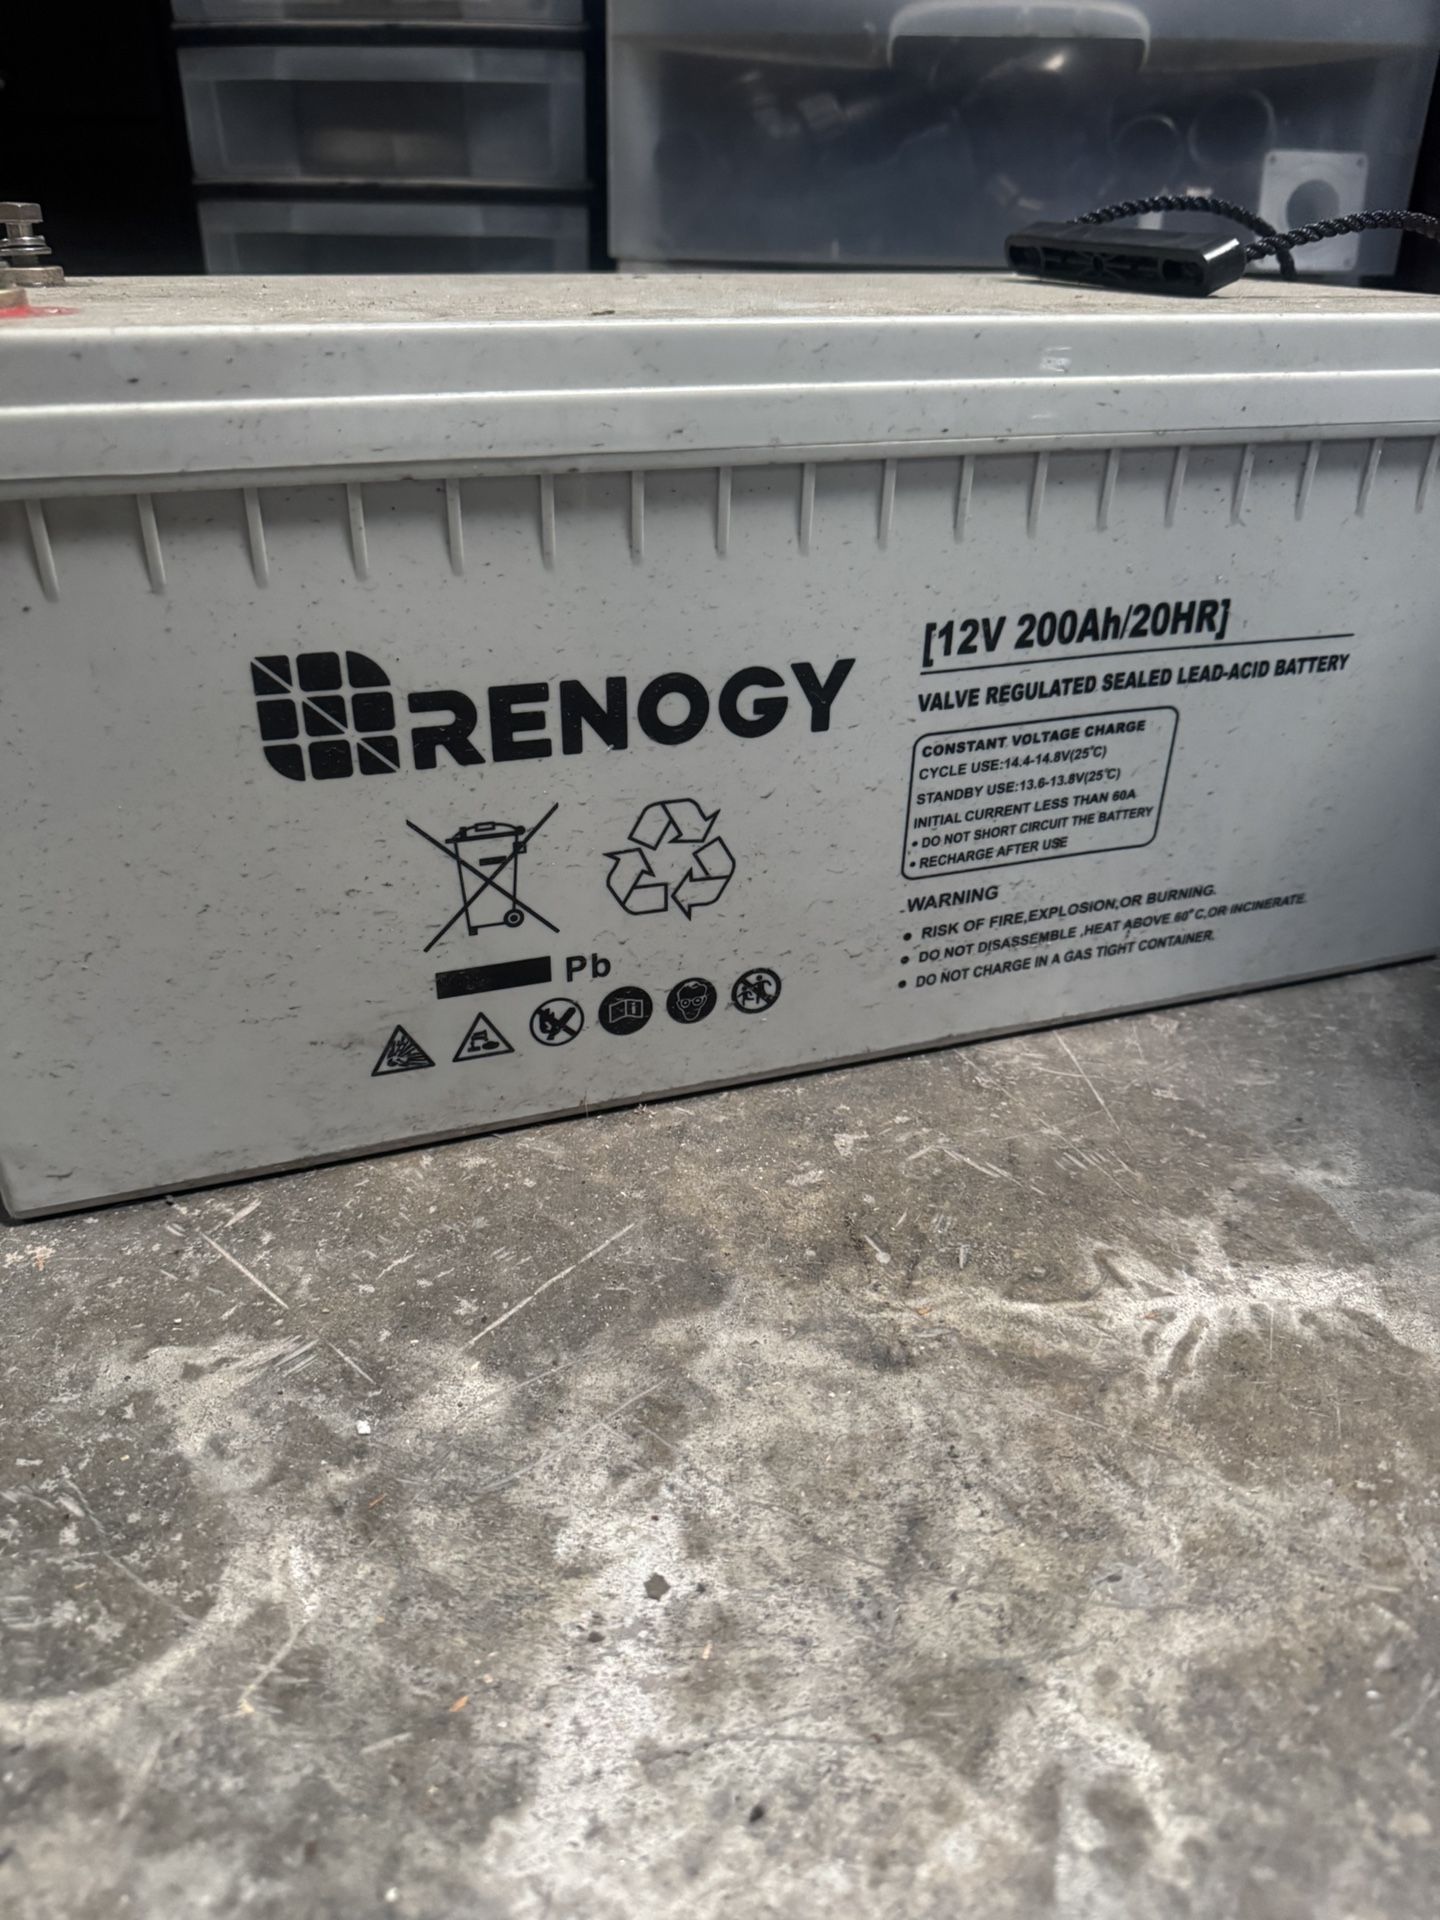 RENOGY
[12V 200Ah/20HR]
VALVE REGULATED SEALED LEAD-ACID BATTERY
CONSTANT VOLTAGE CHARGE
CYCLE USE:14.4-14.8V(25℃)
STANDBY USE:13.6-13.8V(25℃)
INITIAL CURRENT LESS THAN 60A
• DO NOT SHORT CIRCUIT THE BATTERY
• RECHARGE AFTER USE
WARNING
• RISK OF FIRE,EXPLOSION,OR BURNING.
• DO NOT DISASSEMBLE ,HEAT ABOVE 60°C,OR INCINERATE.
• DO NOT CHARGE IN A GAS TIGHT CONTAINER.
Pb